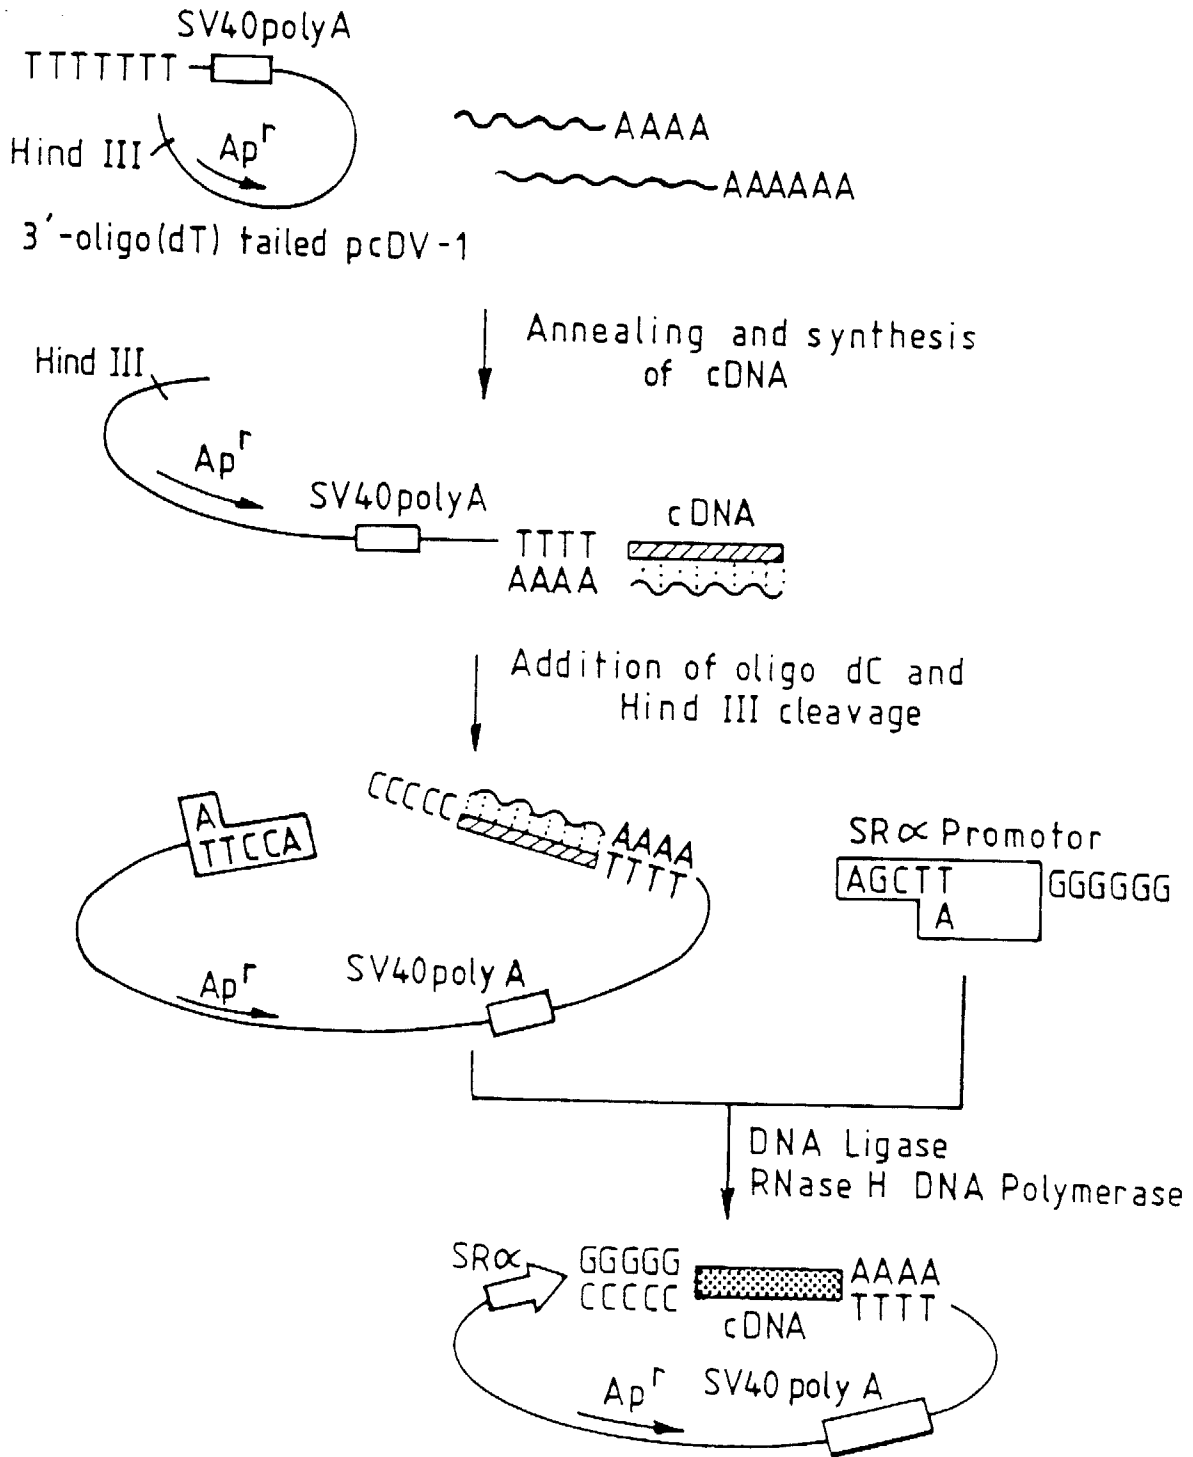 SV40polyA
TTTTTTT
AAAA
Hind III
Ap^r
AAAAAA
3'-oligo(dT) tailed pcDV-1
Annealing and synthesis
of cDNA
Hind III
Ap^r
SV40polyA
cDNA
TTTT
AAAA
Addition of oligo dC and
Hind III cleavage
CCCCC
A
TTCCA
AAAA
TTTT
SR∝ Promotor
AGCTT
GGGGGG
A
SV40poly A
Ap^r
DNA Ligase
RNase H DNA Polymerase
SR∝
GGGGG
AAAA
CCCCC
TTTT
cDNA
Ap^r
SV40 poly A